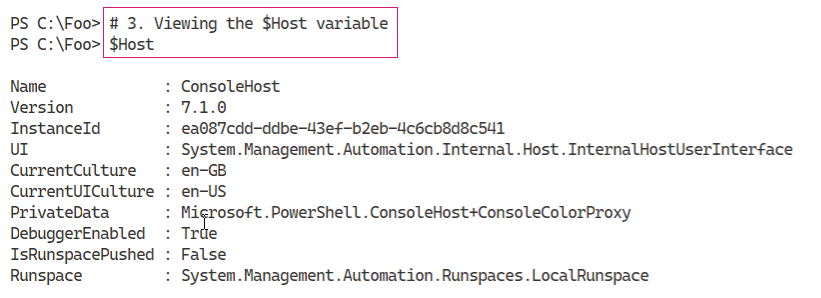 PS C:\Foo> # 3. Viewing the $Host variable
PS C:\Foo> $Host
Name             : ConsoleHost
Version          : 7.1.0
InstanceId       : ea087cdd-ddbe-43ef-b2eb-4c6cb8d8c541
UI               : System.Management.Automation.Internal.Host.InternalHostUserInterface
CurrentCulture   : en-GB
CurrentUICulture : en-US
PrivateData      : Microsoft.PowerShell.ConsoleHost+ConsoleColorProxy
DebuggerEnabled  : True
IsRunspacePushed : False
Runspace         : System.Management.Automation.Runspaces.LocalRunspace